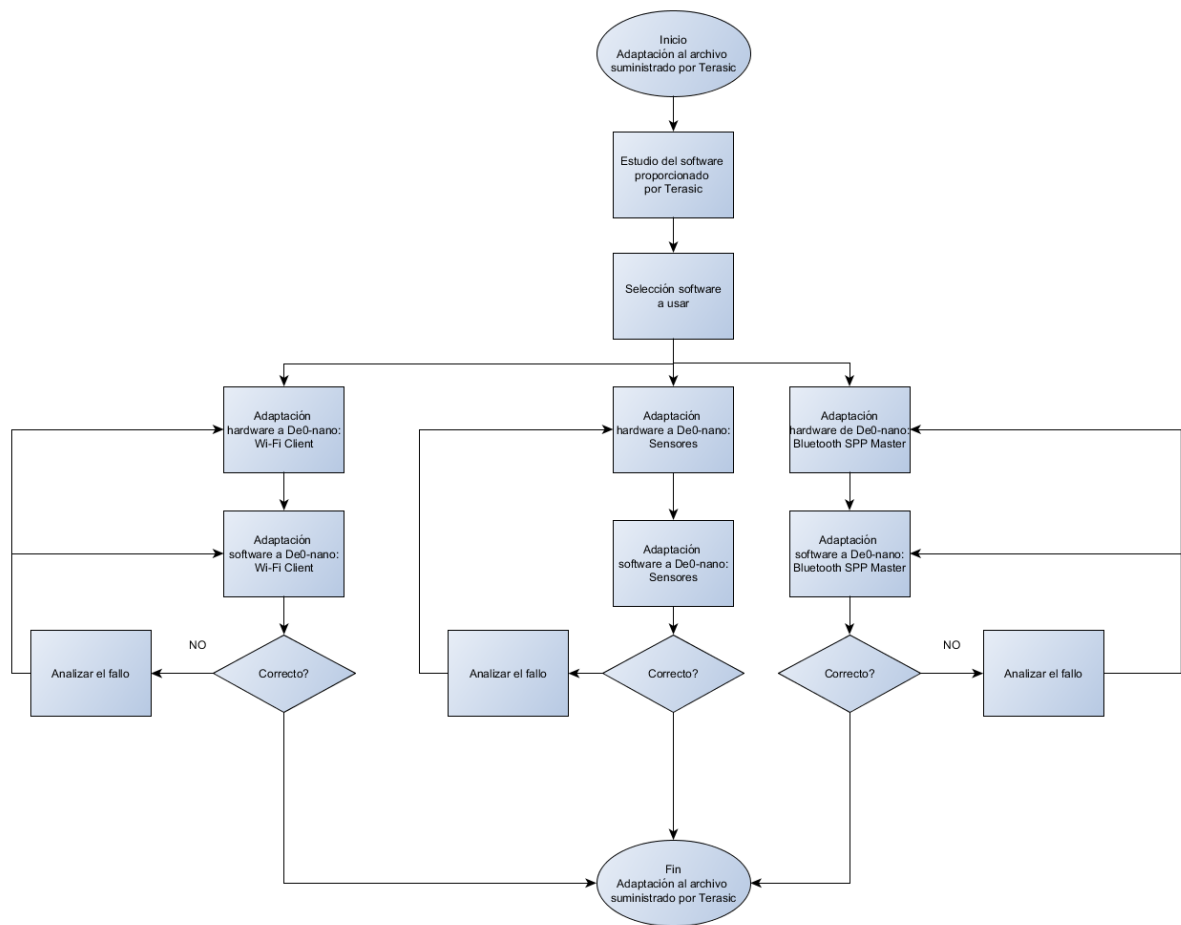 Inicio
Adaptación al archivo
suministrado por Terasic
Estudio del software
proporcionado
por Terasic
Selección software
a usar
Adaptación
hardware a De0-nano:
Wi-Fi Client
Adaptación
hardware a De0-nano:
Sensores
Adaptación
hardware de De0-nano:
Bluetooth SPP Master
Adaptación
software a De0-nano:
Wi-Fi Client
Adaptación
software a De0-nano:
Sensores
Adaptación
software a De0-nano:
Bluetooth SPP Master
Analizar el fallo
NO
Correcto?
Analizar el fallo
Correcto?
Correcto?
NO
Analizar el fallo
Fin
Adaptación al archivo
suministrado por Terasic